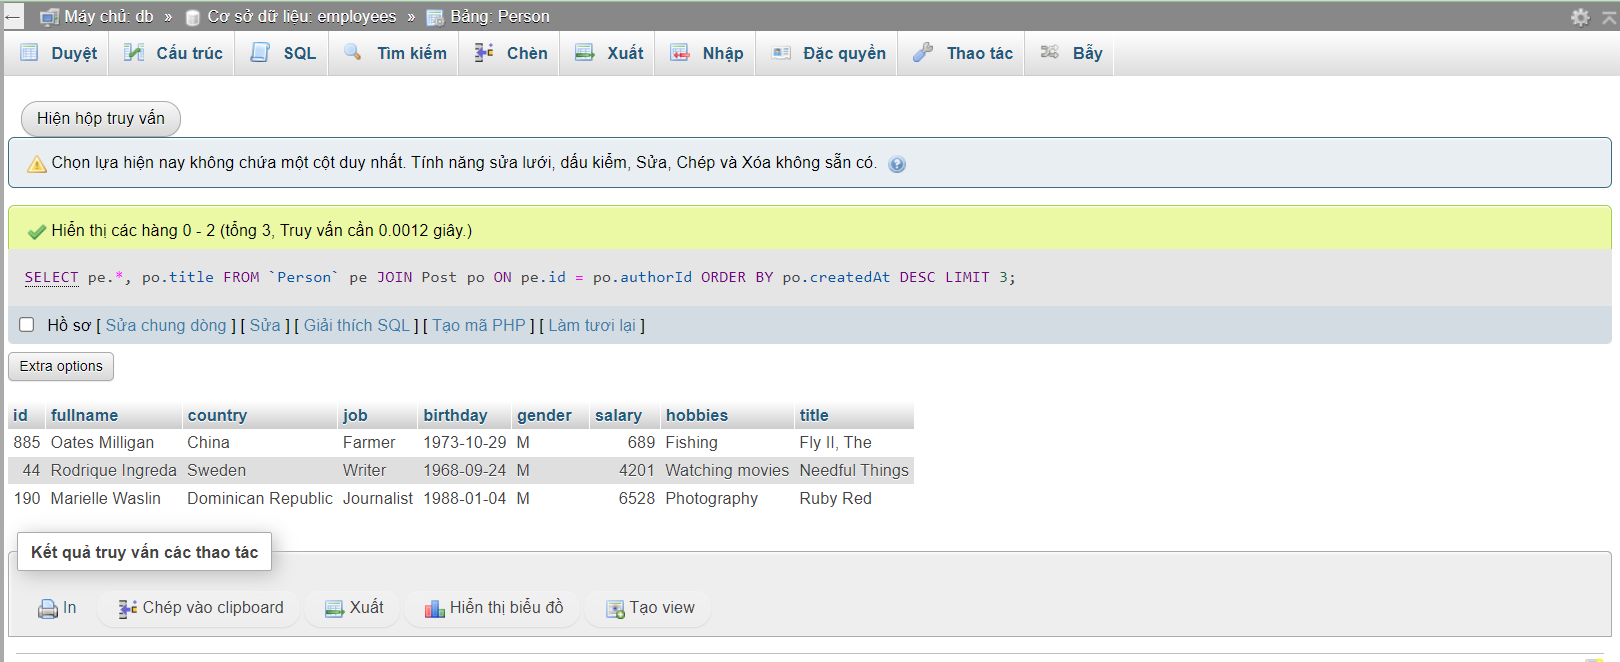 ← Máy chủ: db » Cơ sở dữ liệu: employees » Bảng: Person
Duyệt Cấu trúc SQL Tìm kiếm Chèn Xuất Nhập Đặc quyền Thao tác Bẫy
Hiện hộp truy vấn
Chọn lựa hiện nay không chứa một cột duy nhất. Tính năng sửa lưới, dấu kiểm, Sửa, Chép và Xóa không sẵn có.
Hiển thị các hàng 0 - 2 (tổng 3, Truy vấn cần 0.0012 giây.)
SELECT pe.*, po.title FROM `Person` pe JOIN Post po ON pe.id = po.authorId ORDER BY po.createdAt DESC LIMIT 3;
Hồ sơ [ Sửa chung dòng ] [ Sửa ] [ Giải thích SQL ] [ Tạo mã PHP ] [ Làm tươi lại ]
Extra options
id fullname country job birthday gender salary hobbies title
885 Oates Milligan China Farmer 1973-10-29 M 689 Fishing Fly II, The
44 Rodrique Ingreda Sweden Writer 1968-09-24 M 4201 Watching movies Needful Things
190 Marielle Waslin Dominican Republic Journalist 1988-01-04 M 6528 Photography Ruby Red
Kết quả truy vấn các thao tác
In Chép vào clipboard Xuất Hiển thị biểu đồ Tạo view